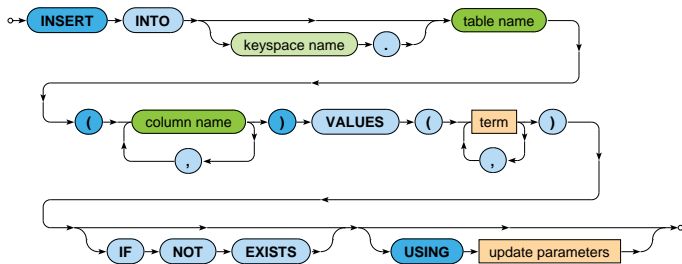 INSERT INTO table name
keyspace name .
( column name ) VALUES ( term )
, ,
IF NOT EXISTS USING update parameters